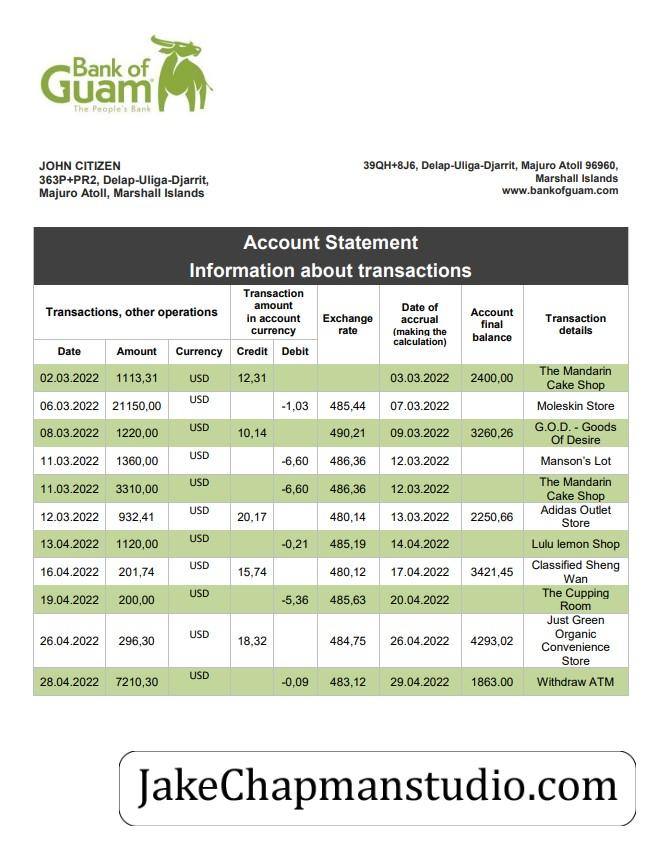 Bank of
Guam
The People's Bank
JOHN CITIZEN
363P+PR2, Delap-Uliga-Djarrit,
Majuro Atoll, Marshall Islands
39QH+8J6, Delap-Uliga-Djarrit, Majuro Atoll 96960,
Marshall Islands
www.bankofguam.com
Account Statement
Information about transactions
Transactions, other operations
Transaction
amount
in account
currency
Exchange
rate
Date of
accrual
(making the
calculation)
Account
final
balance
Transaction
details
Date Amount Currency Credit Debit
02.03.2022 1113,31 USD 12,31 03.03.2022 2400,00 The Mandarin
Cake Shop
06.03.2022 21150,00 USD -1,03 485,44 07.03.2022 Moleskin Store
08.03.2022 1220,00 USD 10,14 490,21 09.03.2022 3260,26 G.O.D. - Goods
Of Desire
11.03.2022 1360,00 USD -6,60 486,36 12.03.2022 Manson's Lot
11.03.2022 3310,00 USD -6,60 486,36 12.03.2022 The Mandarin
Cake Shop
12.03.2022 932,41 USD 20,17 480,14 13.03.2022 2250,66 Adidas Outlet
Store
13.04.2022 1120,00 USD -0,21 485,19 14.04.2022 Lulu lemon Shop
16.04.2022 201,74 USD 15,74 480,12 17.04.2022 3421,45 Classified Sheng
Wan
19.04.2022 200,00 USD -5,36 485,63 20.04.2022 The Cupping
Room
26.04.2022 296,30 USD 18,32 484,75 26.04.2022 4293,02 Just Green
Organic
Convenience
Store
28.04.2022 7210,30 USD -0,09 483,12 29.04.2022 1863.00 Withdraw ATM
JakeChapmanstudio.com